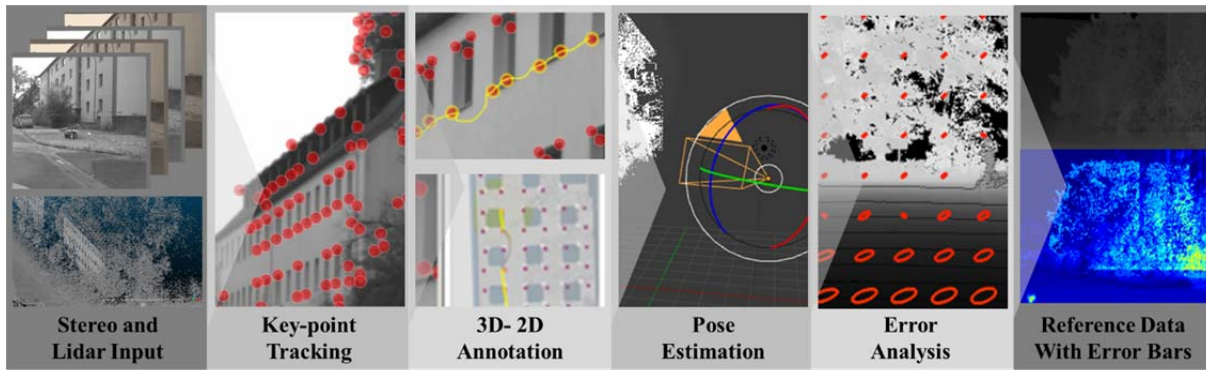 Stereo and
Lidar Input
Key-point
Tracking
3D- 2D
Annotation
Pose
Estimation
Error
Analysis
Reference Data
With Error Bars